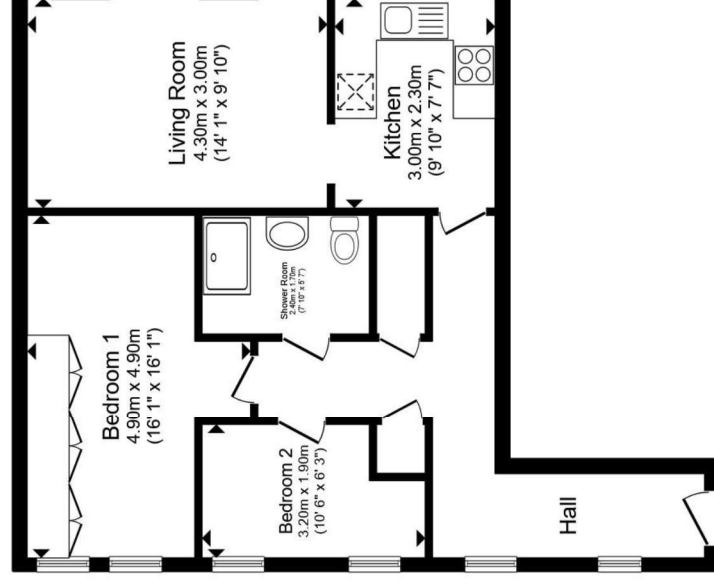 Living Room
4.30m x 3.00m
(14' 1" x 9' 10")
Kitchen
3.00m x 2.30m
(9' 10" x 7' 7")
Shower Room
2.40m x 1.70m
(7' 10" x 5' 7")
Bedroom 1
4.90m x 4.90m
(16' 1" x 16' 1")
Bedroom 2
3.20m x 1.90m
(10' 6" x 6' 3")
Hall